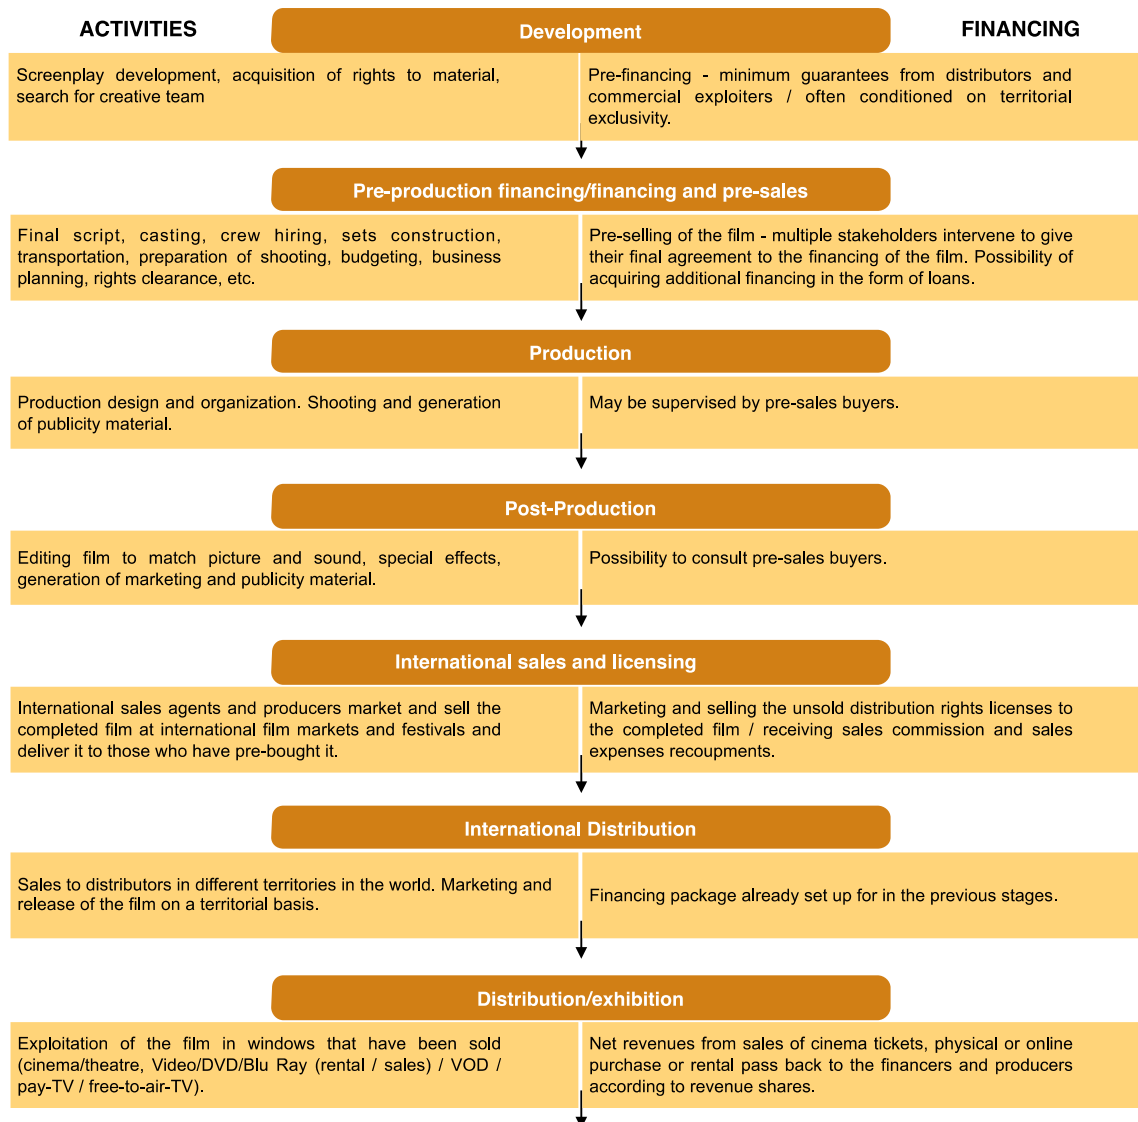 ACTIVITIES
Development
FINANCING
Screenplay development, acquisition of rights to material,
search for creative team
Pre-financing - minimum guarantees from distributors and
commercial exploiters / often conditioned on territorial
exclusivity.
Pre-production financing/financing and pre-sales
Final script, casting, crew hiring, sets construction,
transportation, preparation of shooting, budgeting, business
planning, rights clearance, etc.
Pre-selling of the film - multiple stakeholders intervene to give
their final agreement to the financing of the film. Possibility of
acquiring additional financing in the form of loans.
Production
Production design and organization. Shooting and generation
of publicity material.
May be supervised by pre-sales buyers.
Post-Production
Editing film to match picture and sound, special effects,
generation of marketing and publicity material.
Possibility to consult pre-sales buyers.
International sales and licensing
International sales agents and producers market and sell the
completed film at international film markets and festivals and
deliver it to those who have pre-bought it.
Marketing and selling the unsold distribution rights licenses to
the completed film / receiving sales commission and sales
expenses recoupments.
International Distribution
Sales to distributors in different territories in the world. Marketing and
release of the film on a territorial basis.
Financing package already set up for in the previous stages.
Distribution/exhibition
Exploitation of the film in windows that have been sold
(cinema/theatre, Video/DVD/Blu Ray (rental / sales) / VOD /
pay-TV / free-to-air-TV).
Net revenues from sales of cinema tickets, physical or online
purchase or rental pass back to the financers and producers
according to revenue shares.